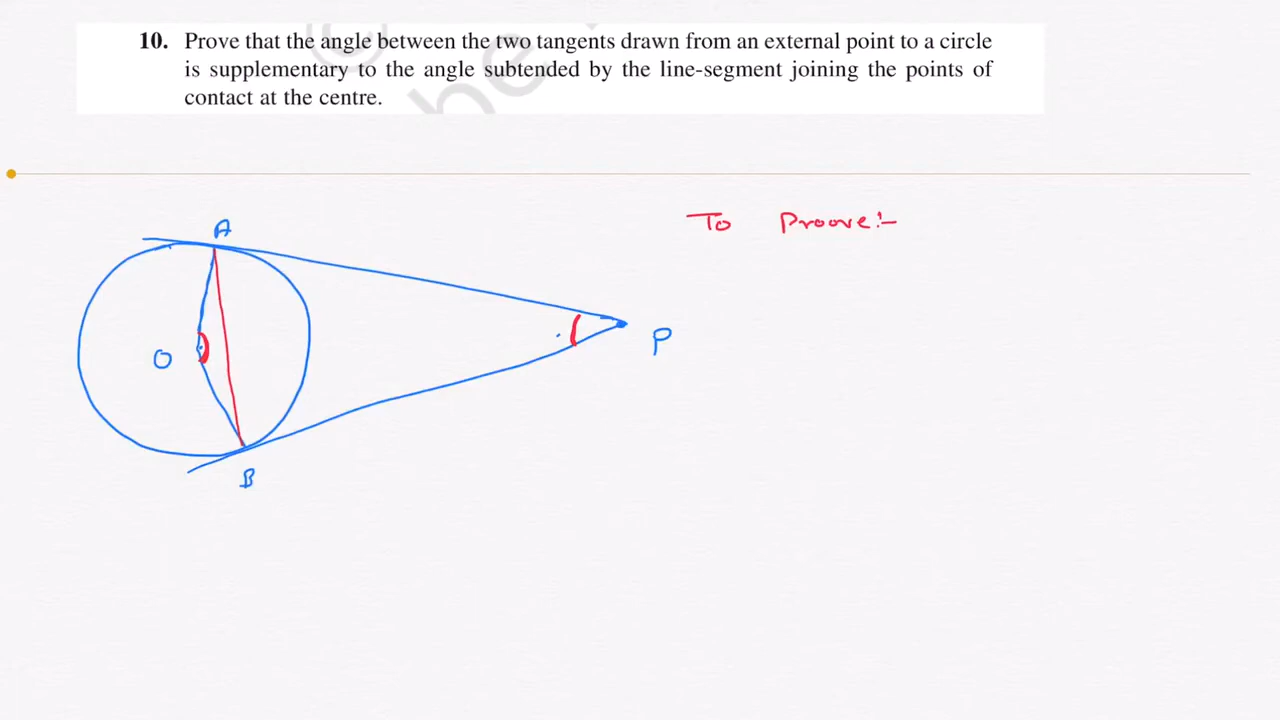 10. Prove that the angle between the two tangents drawn from an external point to a circle
is supplementary to the angle subtended by the line-segment joining the points of
contact at the centre.
To Proove:-
A
O
P
B